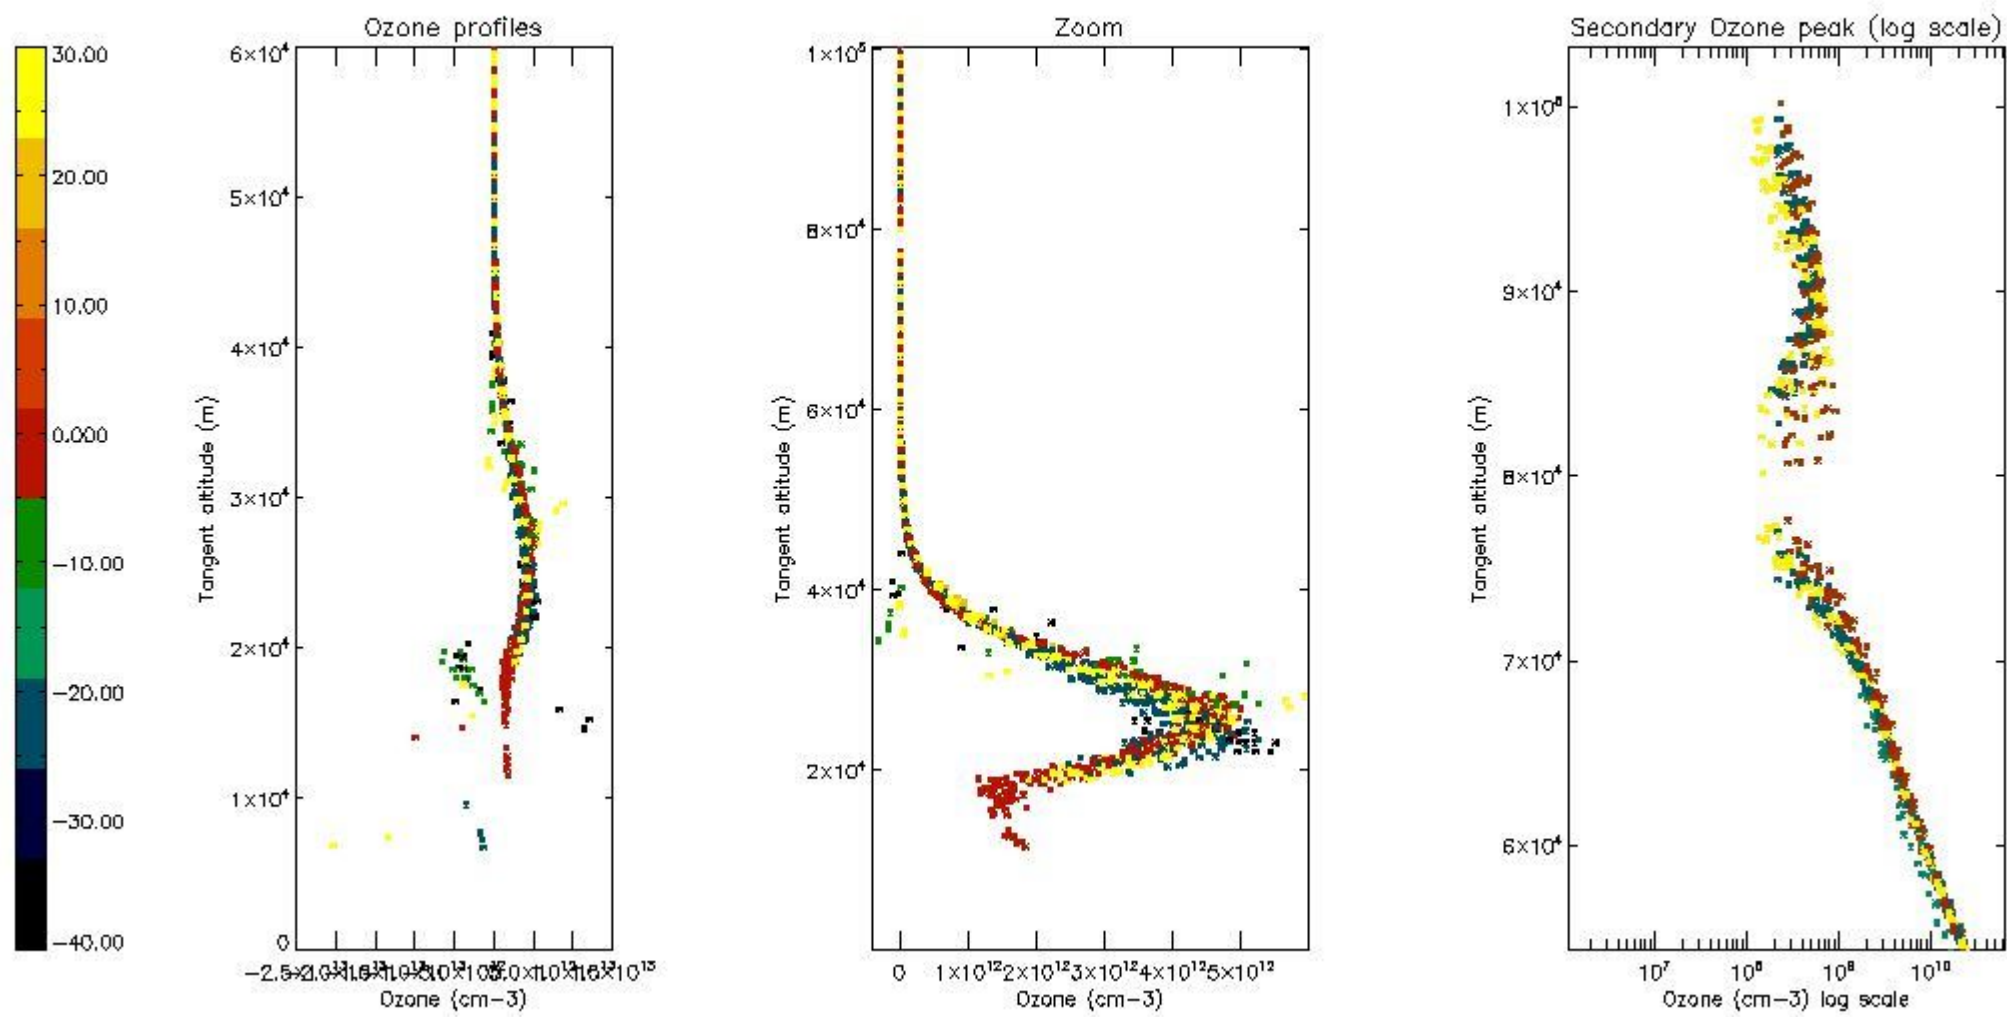 Ozone profiles
Zoom
Secondary Ozone peak (log scale)
30.00
20.00
10.00
0.000
−10.00
−20.00
−30.00
−40.00
Tangent altitude (m)
6×10⁴
5×10⁴
4×10⁴
3×10⁴
2×10⁴
1×10⁴
0
Ozone (cm−3)
Tangent altitude (m)
1×10⁵
8×10⁴
6×10⁴
4×10⁴
2×10⁴
0 1×10¹² 2×10¹² 3×10¹² 4×10¹² 5×10¹²
Ozone (cm−3)
Tangent altitude (m)
9×10⁴
8×10⁴
7×10⁴
6×10⁴
10⁷ 10⁸ 10⁹ 10¹⁰
Ozone (cm−3) log scale